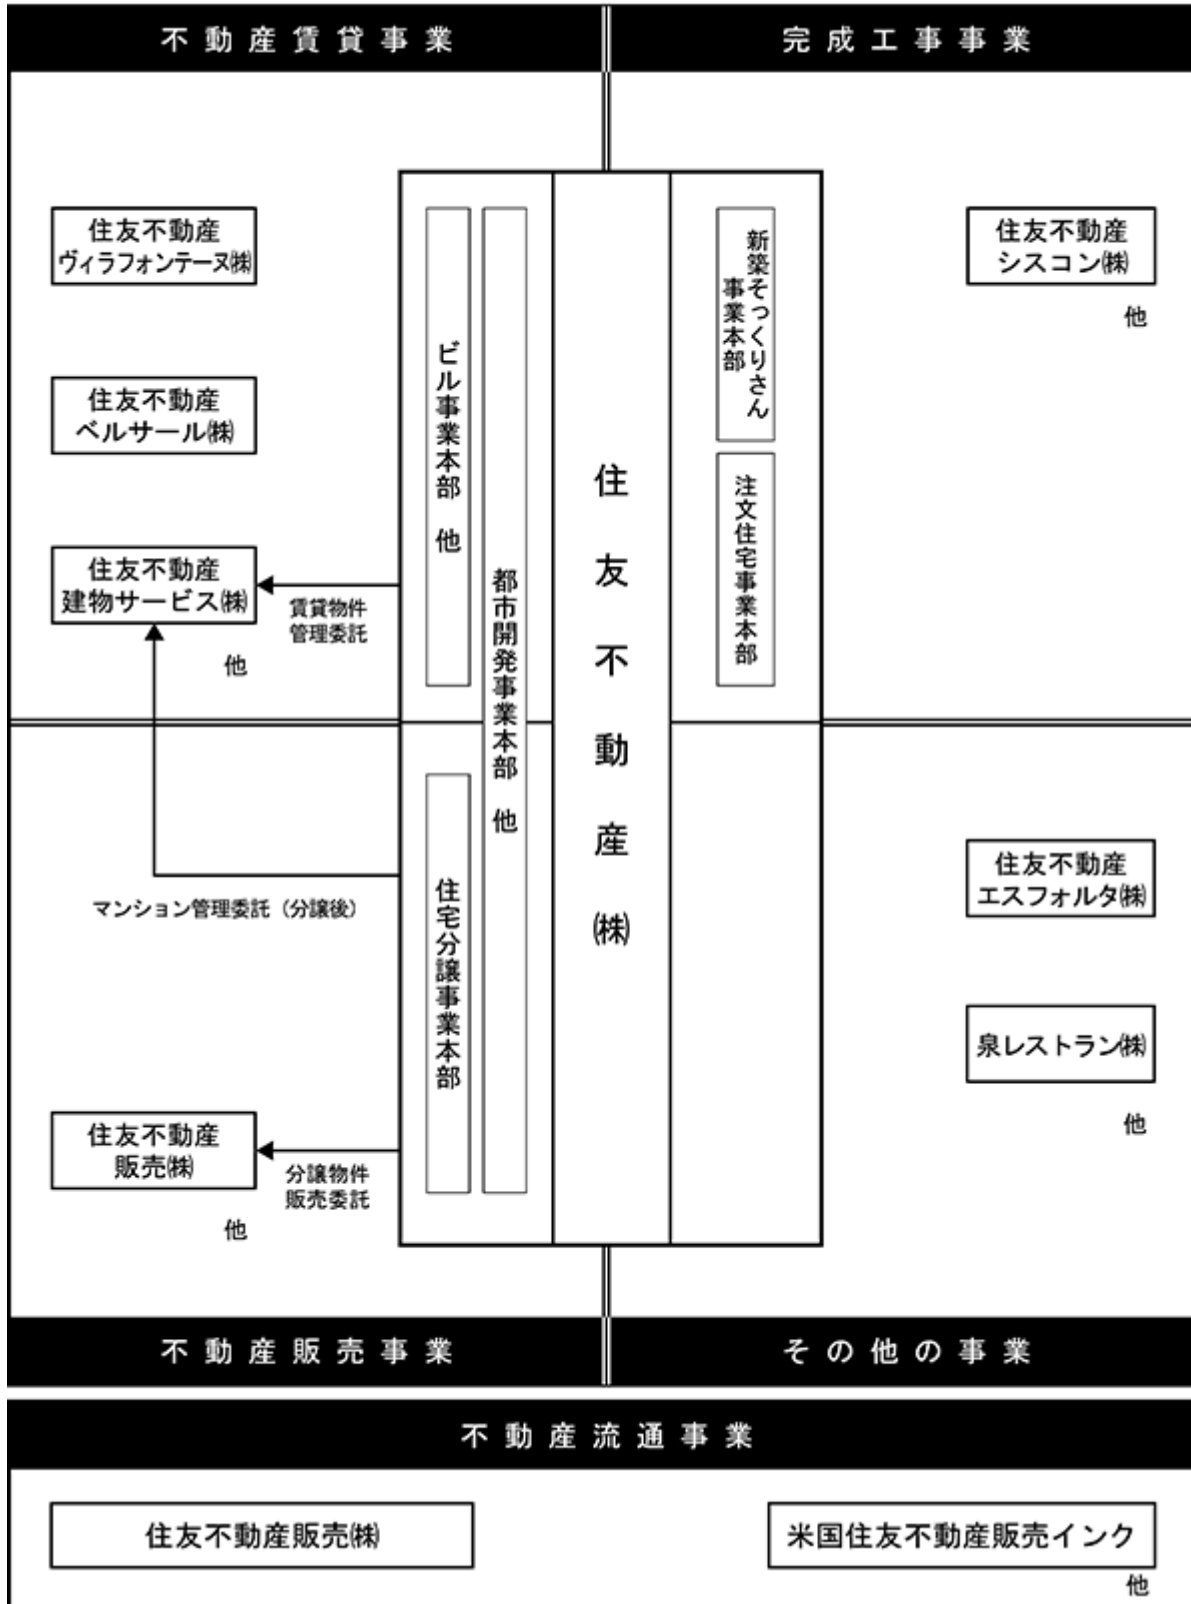 不動産賃貸事業
完成工事事業
住友不動産
ヴィラフォンテーヌ㈱
住友不動産
ベルサール㈱
住友不動産
建物サービス㈱
他
賃貸物件
管理委託
ビル事業本部　他
都市開発事業本部　他
住友不動産㈱
新築そっくりさん
事業本部
注文住宅事業本部
住友不動産
シスコン㈱
他
マンション管理委託（分譲後）
住宅分譲事業本部
住友不動産
販売㈱
他
分譲物件
販売委託
住友不動産
エスフォルタ㈱
泉レストラン㈱
他
不動産販売事業
その他の事業
不動産流通事業
住友不動産販売㈱
米国住友不動産販売インク
他